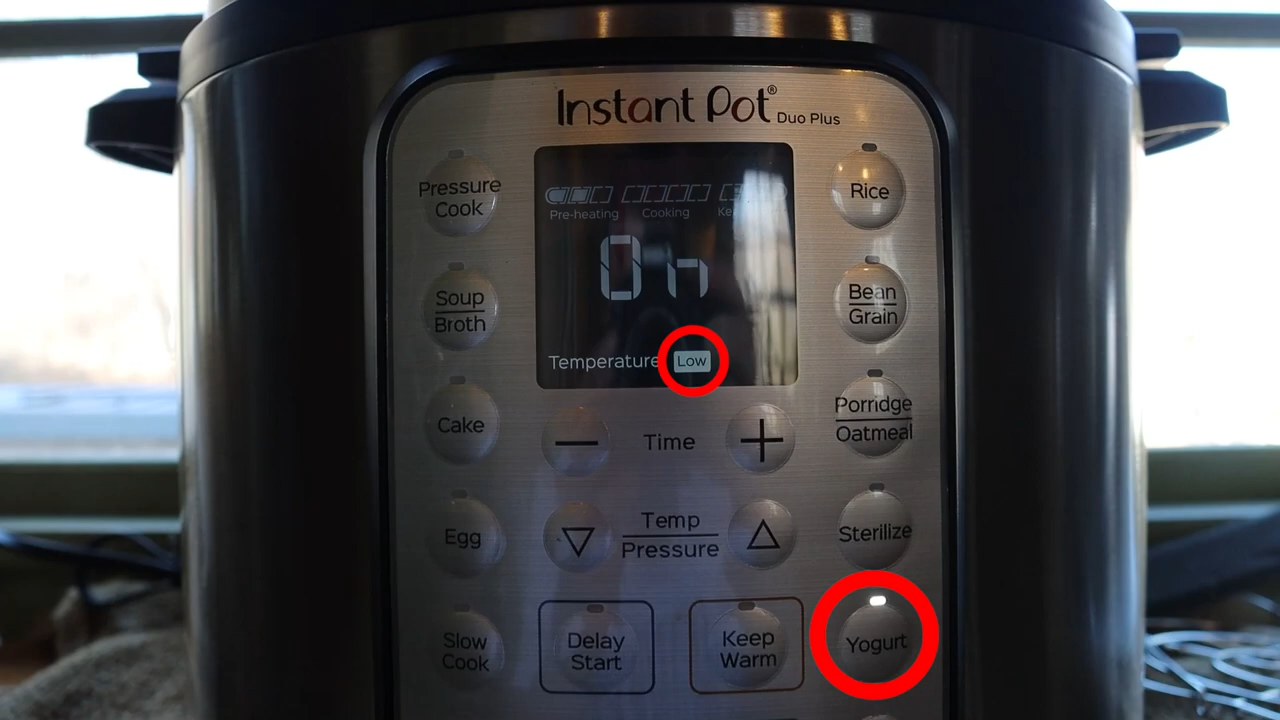 Instant Pot® Duo Plus
Pre-heating Cooking
On
Temperature Low
Pressure
Cook
Soup
Broth
Cake
Egg
Slow
Cook
Time
Temp
Pressure
Delay
Start
Keep
Warm
Rice
Bean
Grain
Porridge
Oatmeal
Sterilize
Yogurt